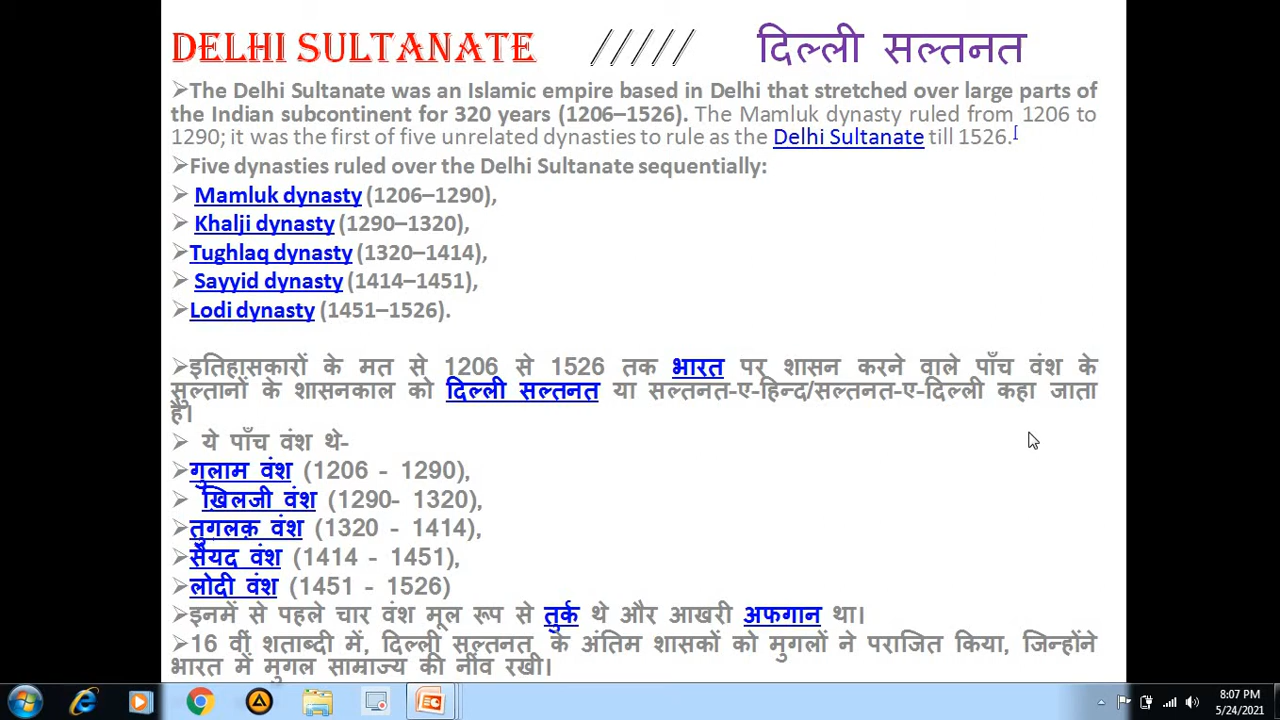 DELHI SULTANATE ///// दिल्ली सल्तनत
➢The Delhi Sultanate was an Islamic empire based in Delhi that stretched over large parts of
the Indian subcontinent for 320 years (1206–1526). The Mamluk dynasty ruled from 1206 to
1290; it was the first of five unrelated dynasties to rule as the Delhi Sultanate till 1526.[
➢Five dynasties ruled over the Delhi Sultanate sequentially:
➢ Mamluk dynasty (1206–1290),
➢ Khalji dynasty (1290–1320),
➢Tughlaq dynasty (1320–1414),
➢ Sayyid dynasty (1414–1451),
➢Lodi dynasty (1451–1526).
➢इतिहासकारों के मत से 1206 से 1526 तक भारत पर शासन करने वाले पाँच वंश के
सुल्तानों के शासनकाल को दिल्ली सल्तनत या सल्तनत-ए-हिन्द/सल्तनत-ए-दिल्ली कहा जाता
है।
➢ ये पाँच वंश थे-
➢गुलाम वंश (1206 - 1290),
➢ ख़िलजी वंश (1290- 1320),
➢तुग़लक़ वंश (1320 - 1414),
➢सैयद वंश (1414 - 1451),
➢लोदी वंश (1451 - 1526)
➢इनमें से पहले चार वंश मूल रूप से तुर्क थे और आखरी अफगान था।
➢16 वीं शताब्दी में, दिल्ली सल्तनत के अंतिम शासकों को मुगलों ने पराजित किया, जिन्होंने
भारत में मुगल साम्राज्य की नींव रखी।
8:07 PM
5/24/2021